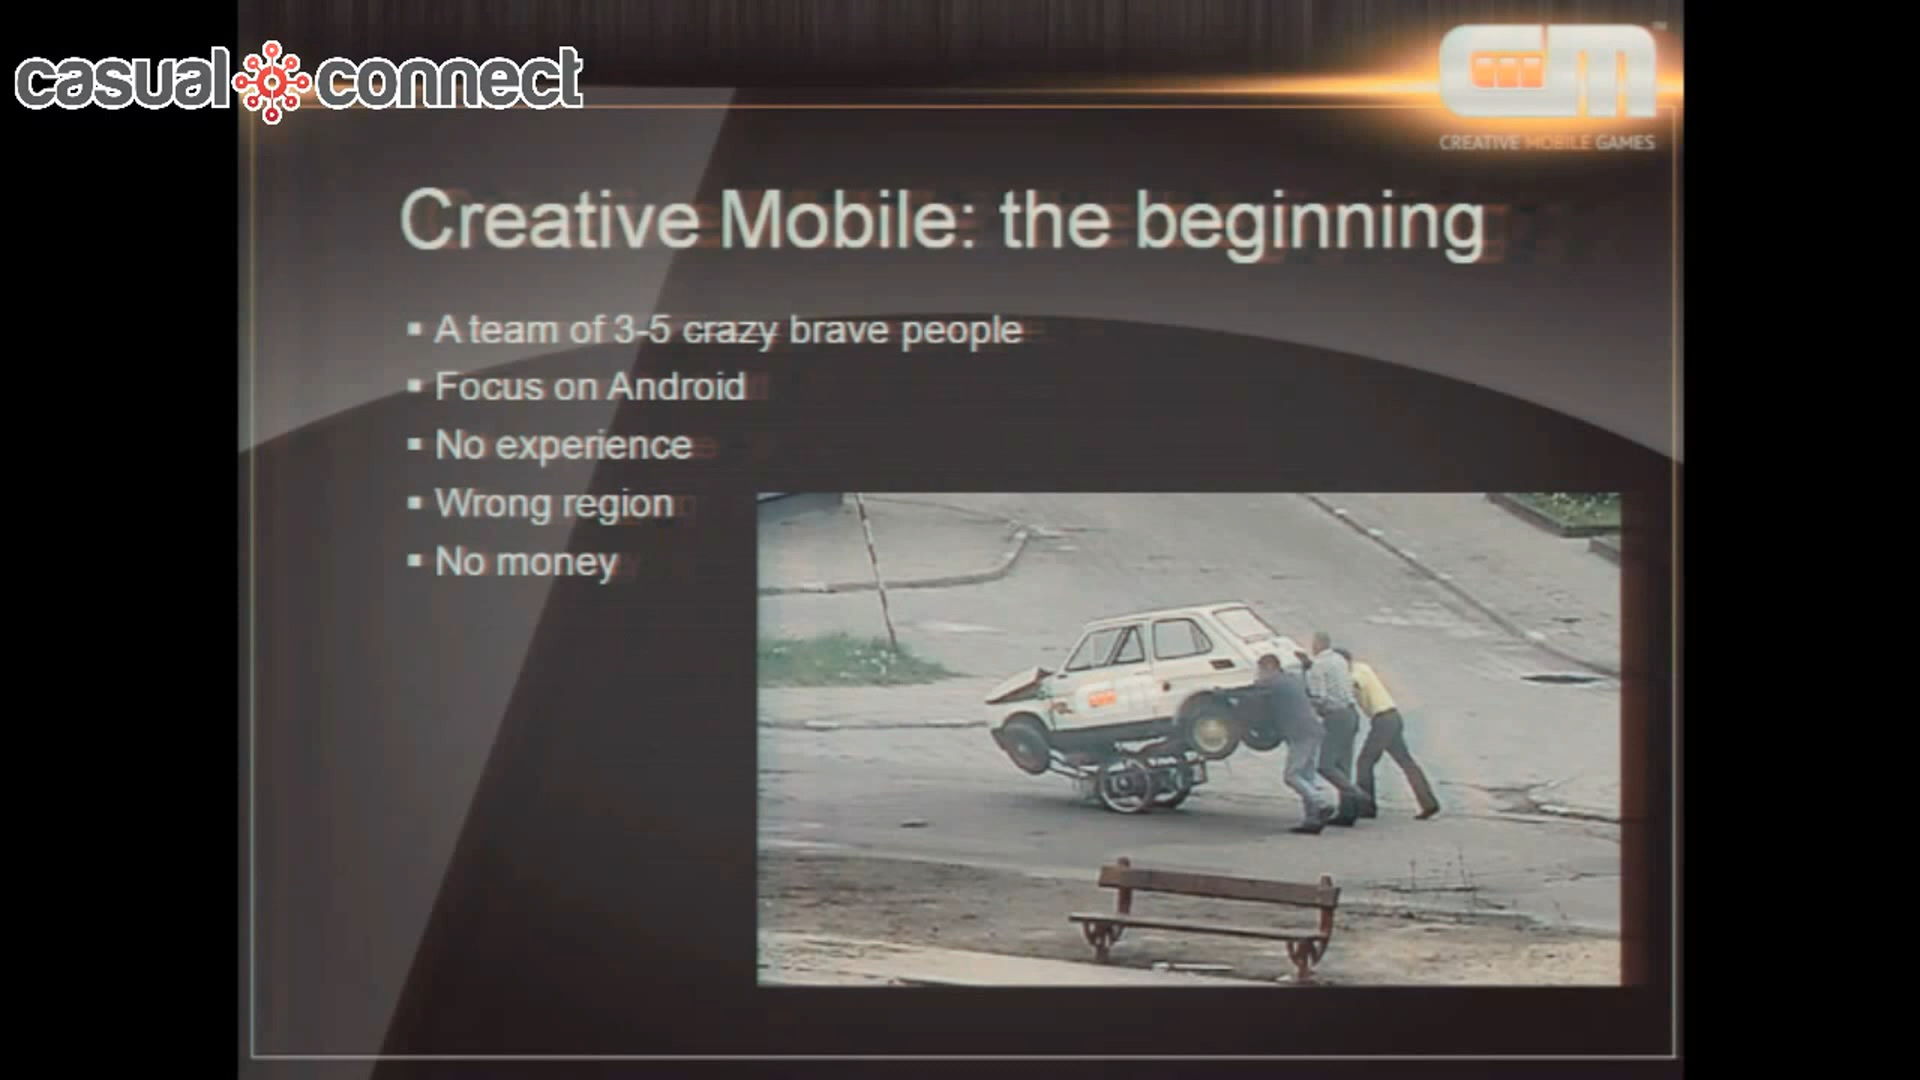 casual connect
CREATIVE MOBILE GAMES
Creative Mobile: the beginning
▪ A team of 3-5 crazy brave people
▪ Focus on Android
▪ No experience
▪ Wrong region
▪ No money